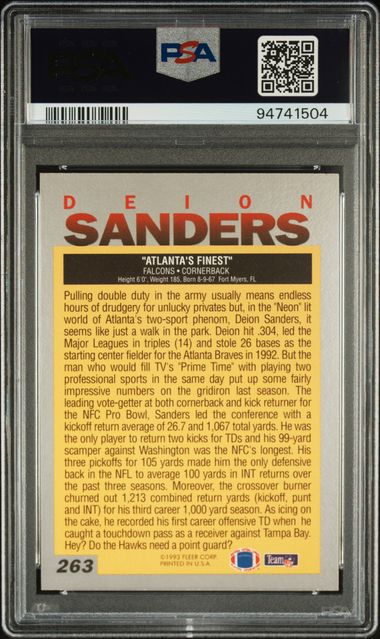 PSA
94741504
DEION
SANDERS
"ATLANTA'S FINEST"
FALCONS • CORNERBACK
Height 6'0", Weight 185, Born 8-9-67 Fort Myers, FL
Pulling double duty in the army usually means endless
hours of drudgery for unlucky privates but, in the "Neon" lit
world of Atlanta's two-sport phenom, Deion Sanders, it
seems like just a walk in the park. Deion hit .304, led the
Major Leagues in triples (14) and stole 26 bases as the
starting center fielder for the Atlanta Braves in 1992. But the
man who would fill TV's "Prime Time" with playing two
professional sports in the same day put up some fairly
impressive numbers on the gridiron last season. The
leading vote-getter at both cornerback and kick returner for
the NFC Pro Bowl, Sanders led the conference with a
kickoff return average of 26.7 and 1,067 total yards. He was
the only player to return two kicks for TDs and his 99-yard
scamper against Washington was the NFC's longest. His
three pickoffs for 105 yards made him the only defensive
back in the NFL to average 100 yards in INT returns over
the past three seasons. Moreover, the crossover burner
churned out 1,213 combined return yards (kickoff, punt
and INT) for his third career 1,000 yard season. As icing on
the cake, he recorded his first career offensive TD when he
caught a touchdown pass as a receiver against Tampa Bay.
Hey? Do the Hawks need a point guard?
263
©1993 FLEER CORP.
PRINTED IN U.S.A.
Team NFL